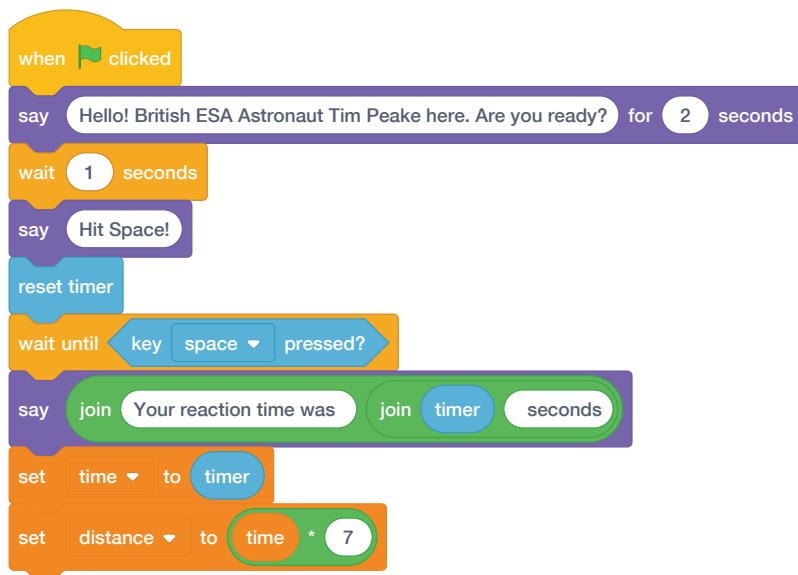 when clicked
say Hello! British ESA Astronaut Tim Peake here. Are you ready? for 2 seconds
wait 1 seconds
say Hit Space!
reset timer
wait until key space pressed?
say join Your reaction time was join timer seconds
set time to timer
set distance to time * 7